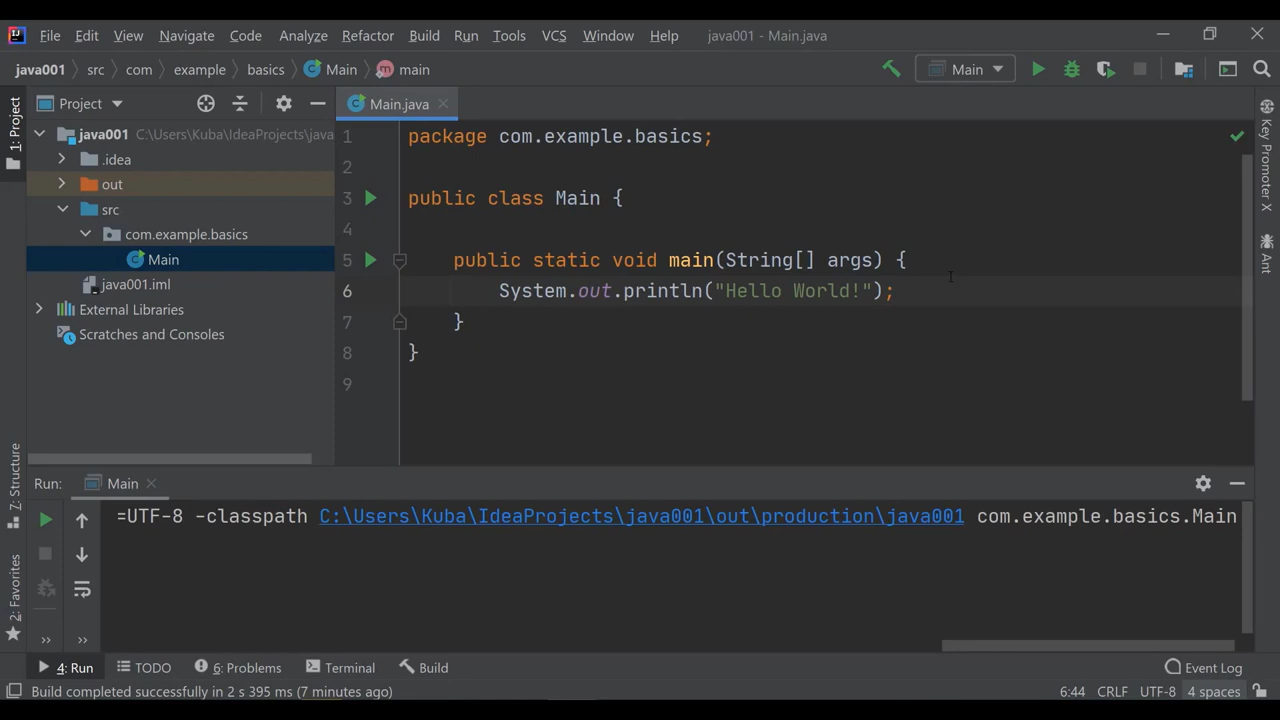 File Edit View Navigate Code Analyze Refactor Build Run Tools VCS Window Help java001 - Main.java
java001 src com example basics Main main Main
Project Main.java
1: Project
java001 C:\Users\Kuba\IdeaProjects\java
.idea
out
src
com.example.basics
Main
java001.iml
External Libraries
Scratches and Consoles
1 package com.example.basics;
2
3 public class Main {
4
5 public static void main(String[] args) {
6 System.out.println("Hello World!");
7 }
8 }
9
Key Promoter X
Ant
Z: Structure
2: Favorites
Run: Main
=UTF-8 -classpath C:\Users\Kuba\IdeaProjects\java001\out\production\java001 com.example.basics.Main
4: Run TODO 6: Problems Terminal Build Event Log
Build completed successfully in 2 s 395 ms (7 minutes ago) 6:44 CRLF UTF-8 4 spaces